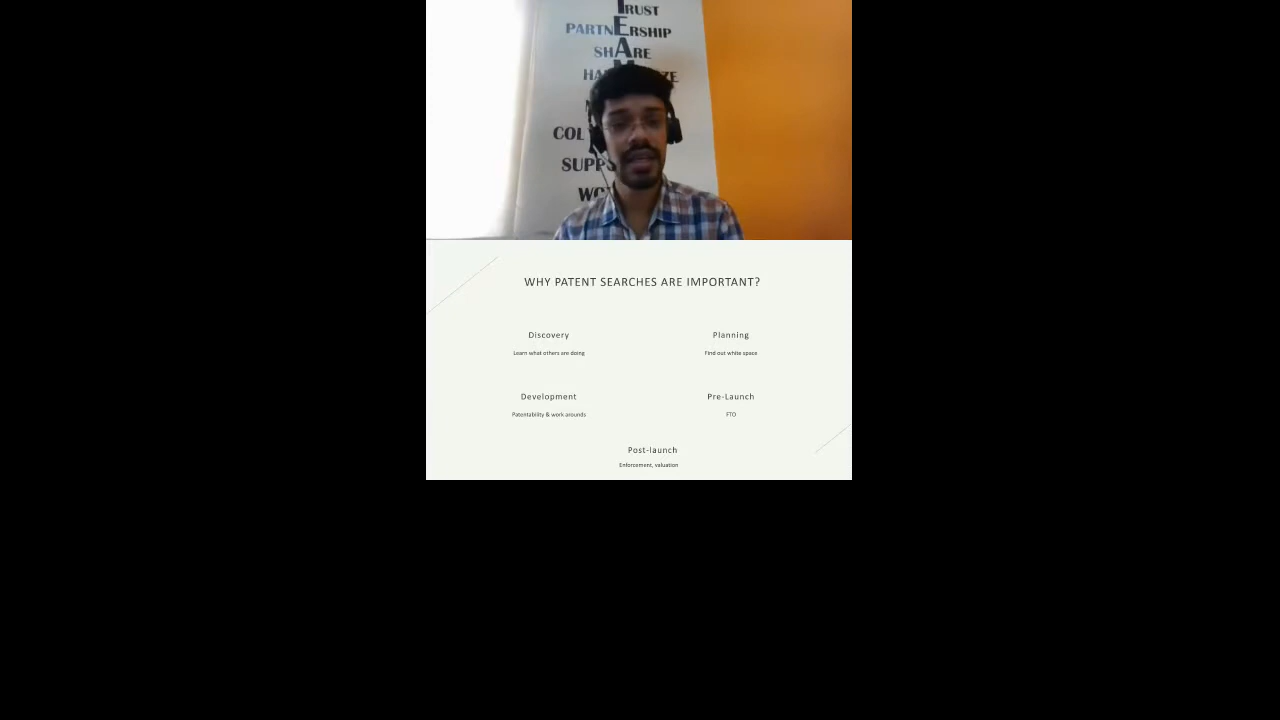 TRUST
PARTNERSHIP
SHARE
WHY PATENT SEARCHES ARE IMPORTANT?
Discovery
Planning
Learn what others are doing
Find out white space
Development
Pre-Launch
Patentability & work arounds
FTO
Post-launch
Enforcement, valuation